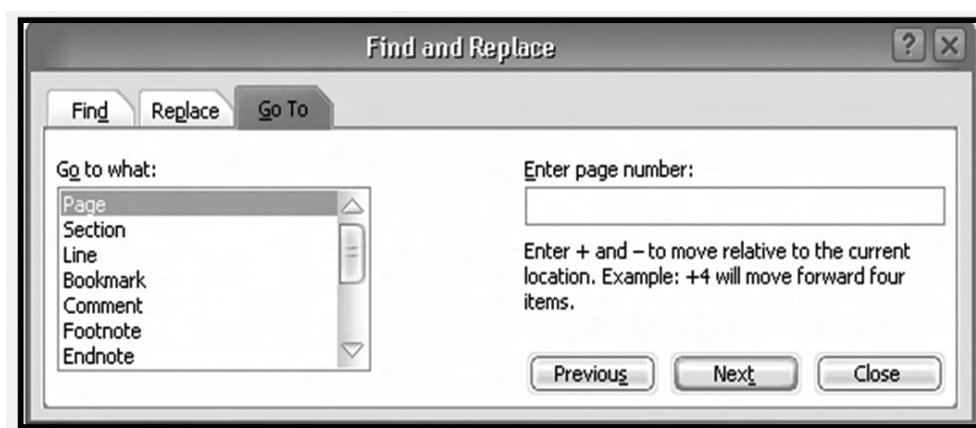 Find and Replace
Find
Replace
Go To
Go to what:
Page
Section
Line
Bookmark
Comment
Footnote
Endnote
Enter page number:
Enter + and – to move relative to the current
location. Example: +4 will move forward four
items.
Previous
Next
Close